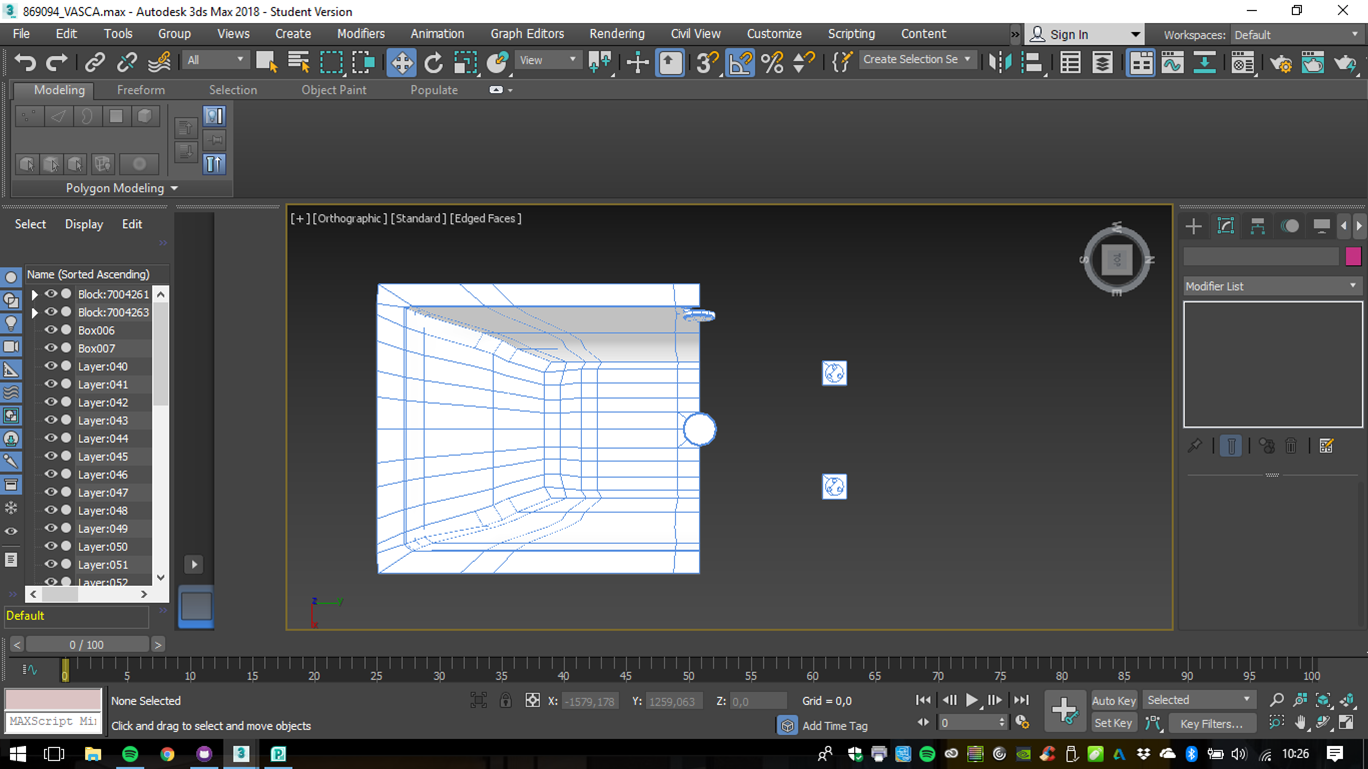 869094_VASCA.max - Autodesk 3ds Max 2018 - Student Version
File Edit Tools Group Views Create Modifiers Animation Graph Editors Rendering Civil View Customize Scripting Content » Sign In Workspaces: Default
All View Create Selection Se
Modeling Freeform Selection Object Paint Populate
Polygon Modeling
Select Display Edit
[+] [Orthographic ] [Standard ] [Edged Faces ]
Name (Sorted Ascending)
Block:7004261
Block:7004263
Box006
Box007
Layer:040
Layer:041
Layer:042
Layer:043
Layer:044
Layer:045
Layer:046
Layer:047
Layer:048
Layer:049
Layer:050
Layer:051
Layer:052
Default
W
S TOP N
E
z y
x
Modifier List
0 / 100
0 5 10 15 20 25 30 35 40 45 50 55 60 65 70 75 80 85 90 95 100
None Selected X: -1579,178 Y: 1259,063 Z: 0,0 Grid = 0,0 Auto Key Selected
MAXScript Mi
Click and drag to select and move objects Add Time Tag 0 Set Key Key Filters...
10:26